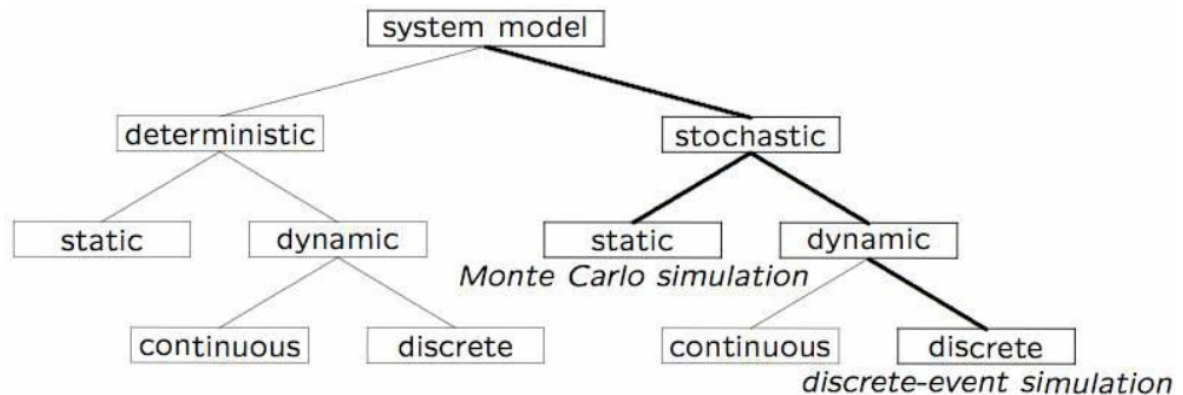 system model
deterministic
stochastic
static
dynamic
static
dynamic
Monte Carlo simulation
continuous
discrete
continuous
discrete
discrete-event simulation